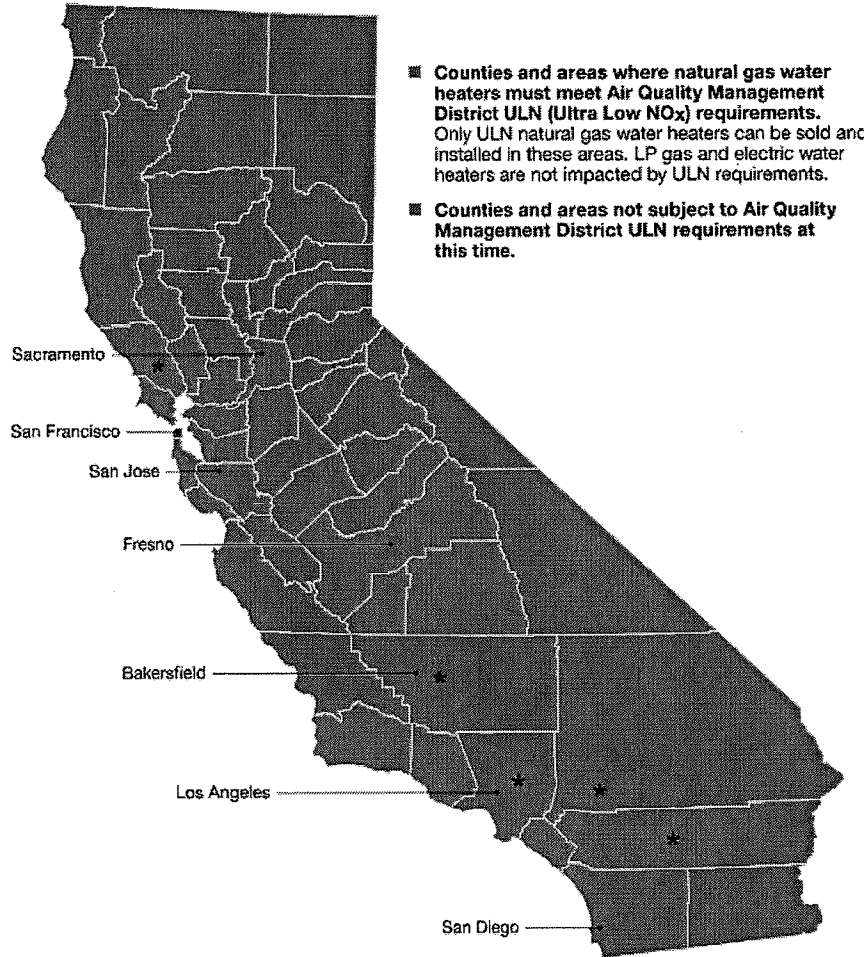 ■ Counties and areas where natural gas water
heaters must meet Air Quality Management
District ULN (Ultra Low NOx) requirements.
Only ULN natural gas water heaters can be sold and
installed in these areas. LP gas and electric water
heaters are not impacted by ULN requirements.
■ Counties and areas not subject to Air Quality
Management District ULN requirements at
this time.
Sacramento
*
San Francisco
San Jose
Fresno
Bakersfield
*
Los Angeles
*
*
*
San Diego